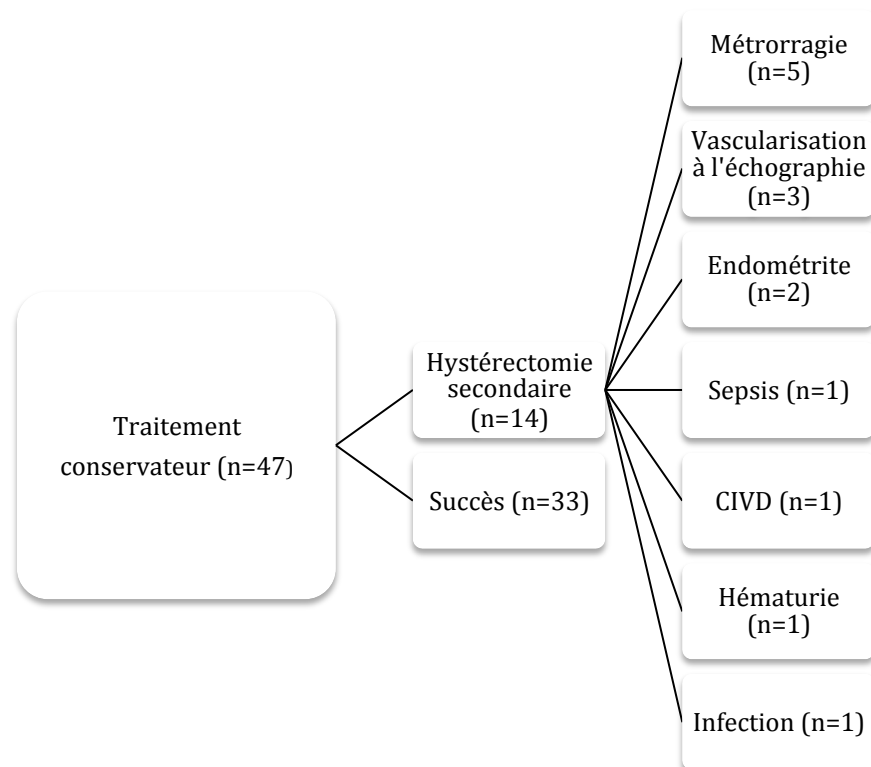 Traitement
conservateur (n=47)
Hystérectomie
secondaire
(n=14)
Succès (n=33)
Métrorragie
(n=5)
Vascularisation
à l'échographie
(n=3)
Endométrite
(n=2)
Sepsis (n=1)
CIVD (n=1)
Hématurie
(n=1)
Infection (n=1)